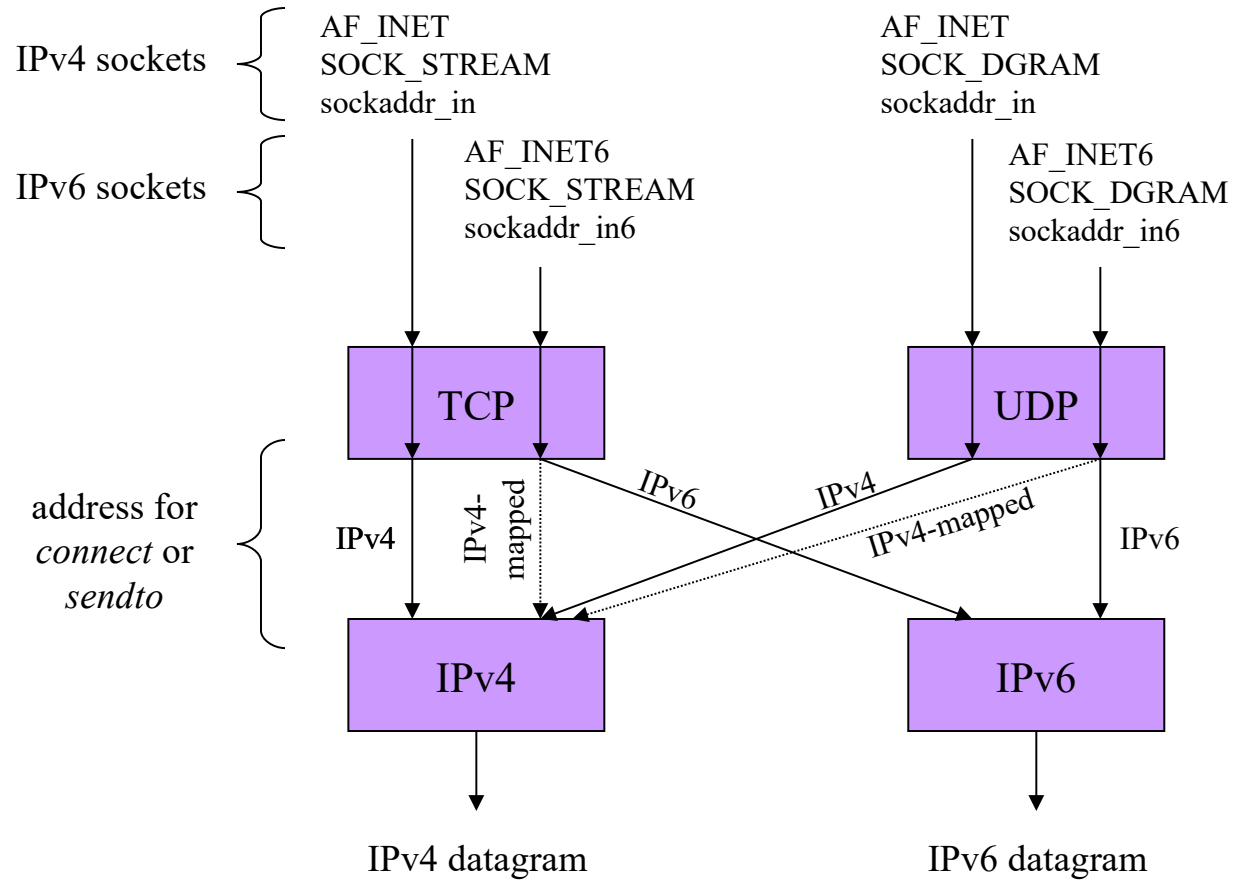 IPv4 sockets
AF_INET
SOCK_STREAM
sockaddr_in
AF_INET
SOCK_DGRAM
sockaddr_in
IPv6 sockets
AF_INET6
SOCK_STREAM
sockaddr_in6
AF_INET6
SOCK_DGRAM
sockaddr_in6
TCP
UDP
address for
connect or
sendto
IPv4
IPv4-
mapped
IPv6
IPv4
IPv4-mapped
IPv6
IPv4
IPv6
IPv4 datagram
IPv6 datagram